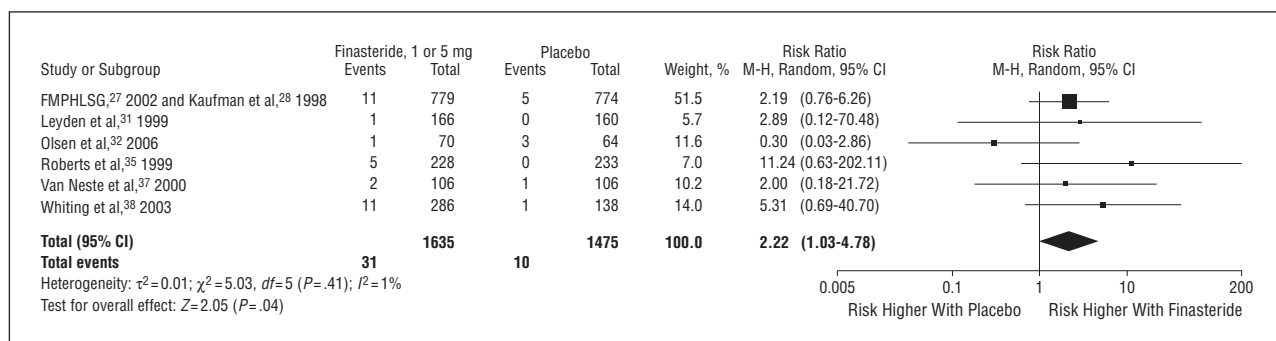 Finasteride, 1 or 5 mg Placebo Risk Ratio Risk Ratio
Study or Subgroup Events Total Events Total Weight, % M-H, Random, 95% CI M-H, Random, 95% CI
FMPHLSG,27 2002 and Kaufman et al,28 1998 11 779 5 774 51.5 2.19 (0.76-6.26)
Leyden et al,31 1999 1 166 0 160 5.7 2.89 (0.12-70.48)
Olsen et al,32 2006 1 70 3 64 11.6 0.30 (0.03-2.86)
Roberts et al,35 1999 5 228 0 233 7.0 11.24 (0.63-202.11)
Van Neste et al,37 2000 2 106 1 106 10.2 2.00 (0.18-21.72)
Whiting et al,38 2003 11 286 1 138 14.0 5.31 (0.69-40.70)
Total (95% CI) 1635 1475 100.0 2.22 (1.03-4.78)
Total events 31 10
Heterogeneity: τ2=0.01; χ2=5.03, df=5 (P=.41); I2=1%
Test for overall effect: Z=2.05 (P=.04)
0.005 0.1 1 10 200
Risk Higher With Placebo Risk Higher With Finasteride